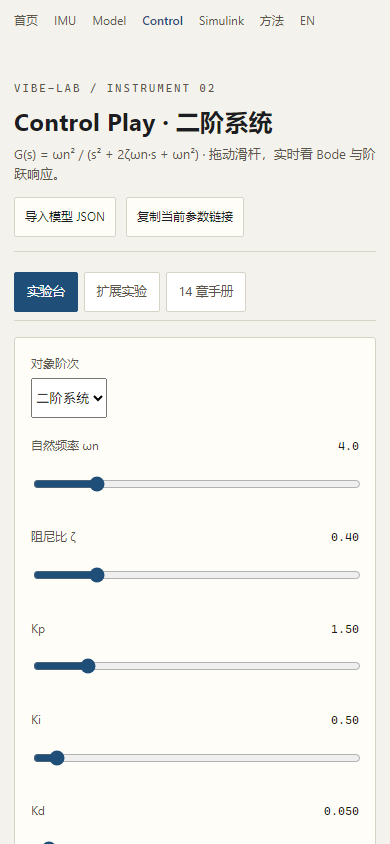 首页 IMU Model Control Simulink 方法 EN
VIBE-LAB / INSTRUMENT 02
Control Play · 二阶系统
G(s) = ωn² / (s² + 2ζωn·s + ωn²) · 拖动滑杆，实时看 Bode 与阶
跃响应。
导入模型 JSON 复制当前参数链接
实验台 扩展实验 14 章手册
对象阶次
二阶系统
自然频率 ωn 4.0
阻尼比 ζ 0.40
Kp 1.50
Ki 0.50
Kd 0.050